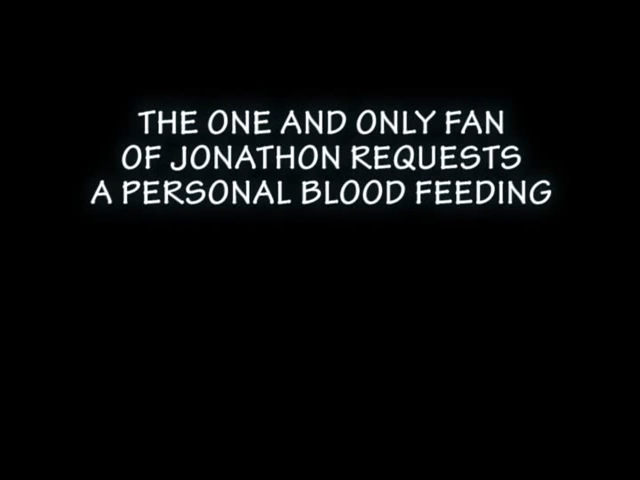 THE ONE AND ONLY FAN
OF JONATHON REQUESTS
A PERSONAL BLOOD FEEDING